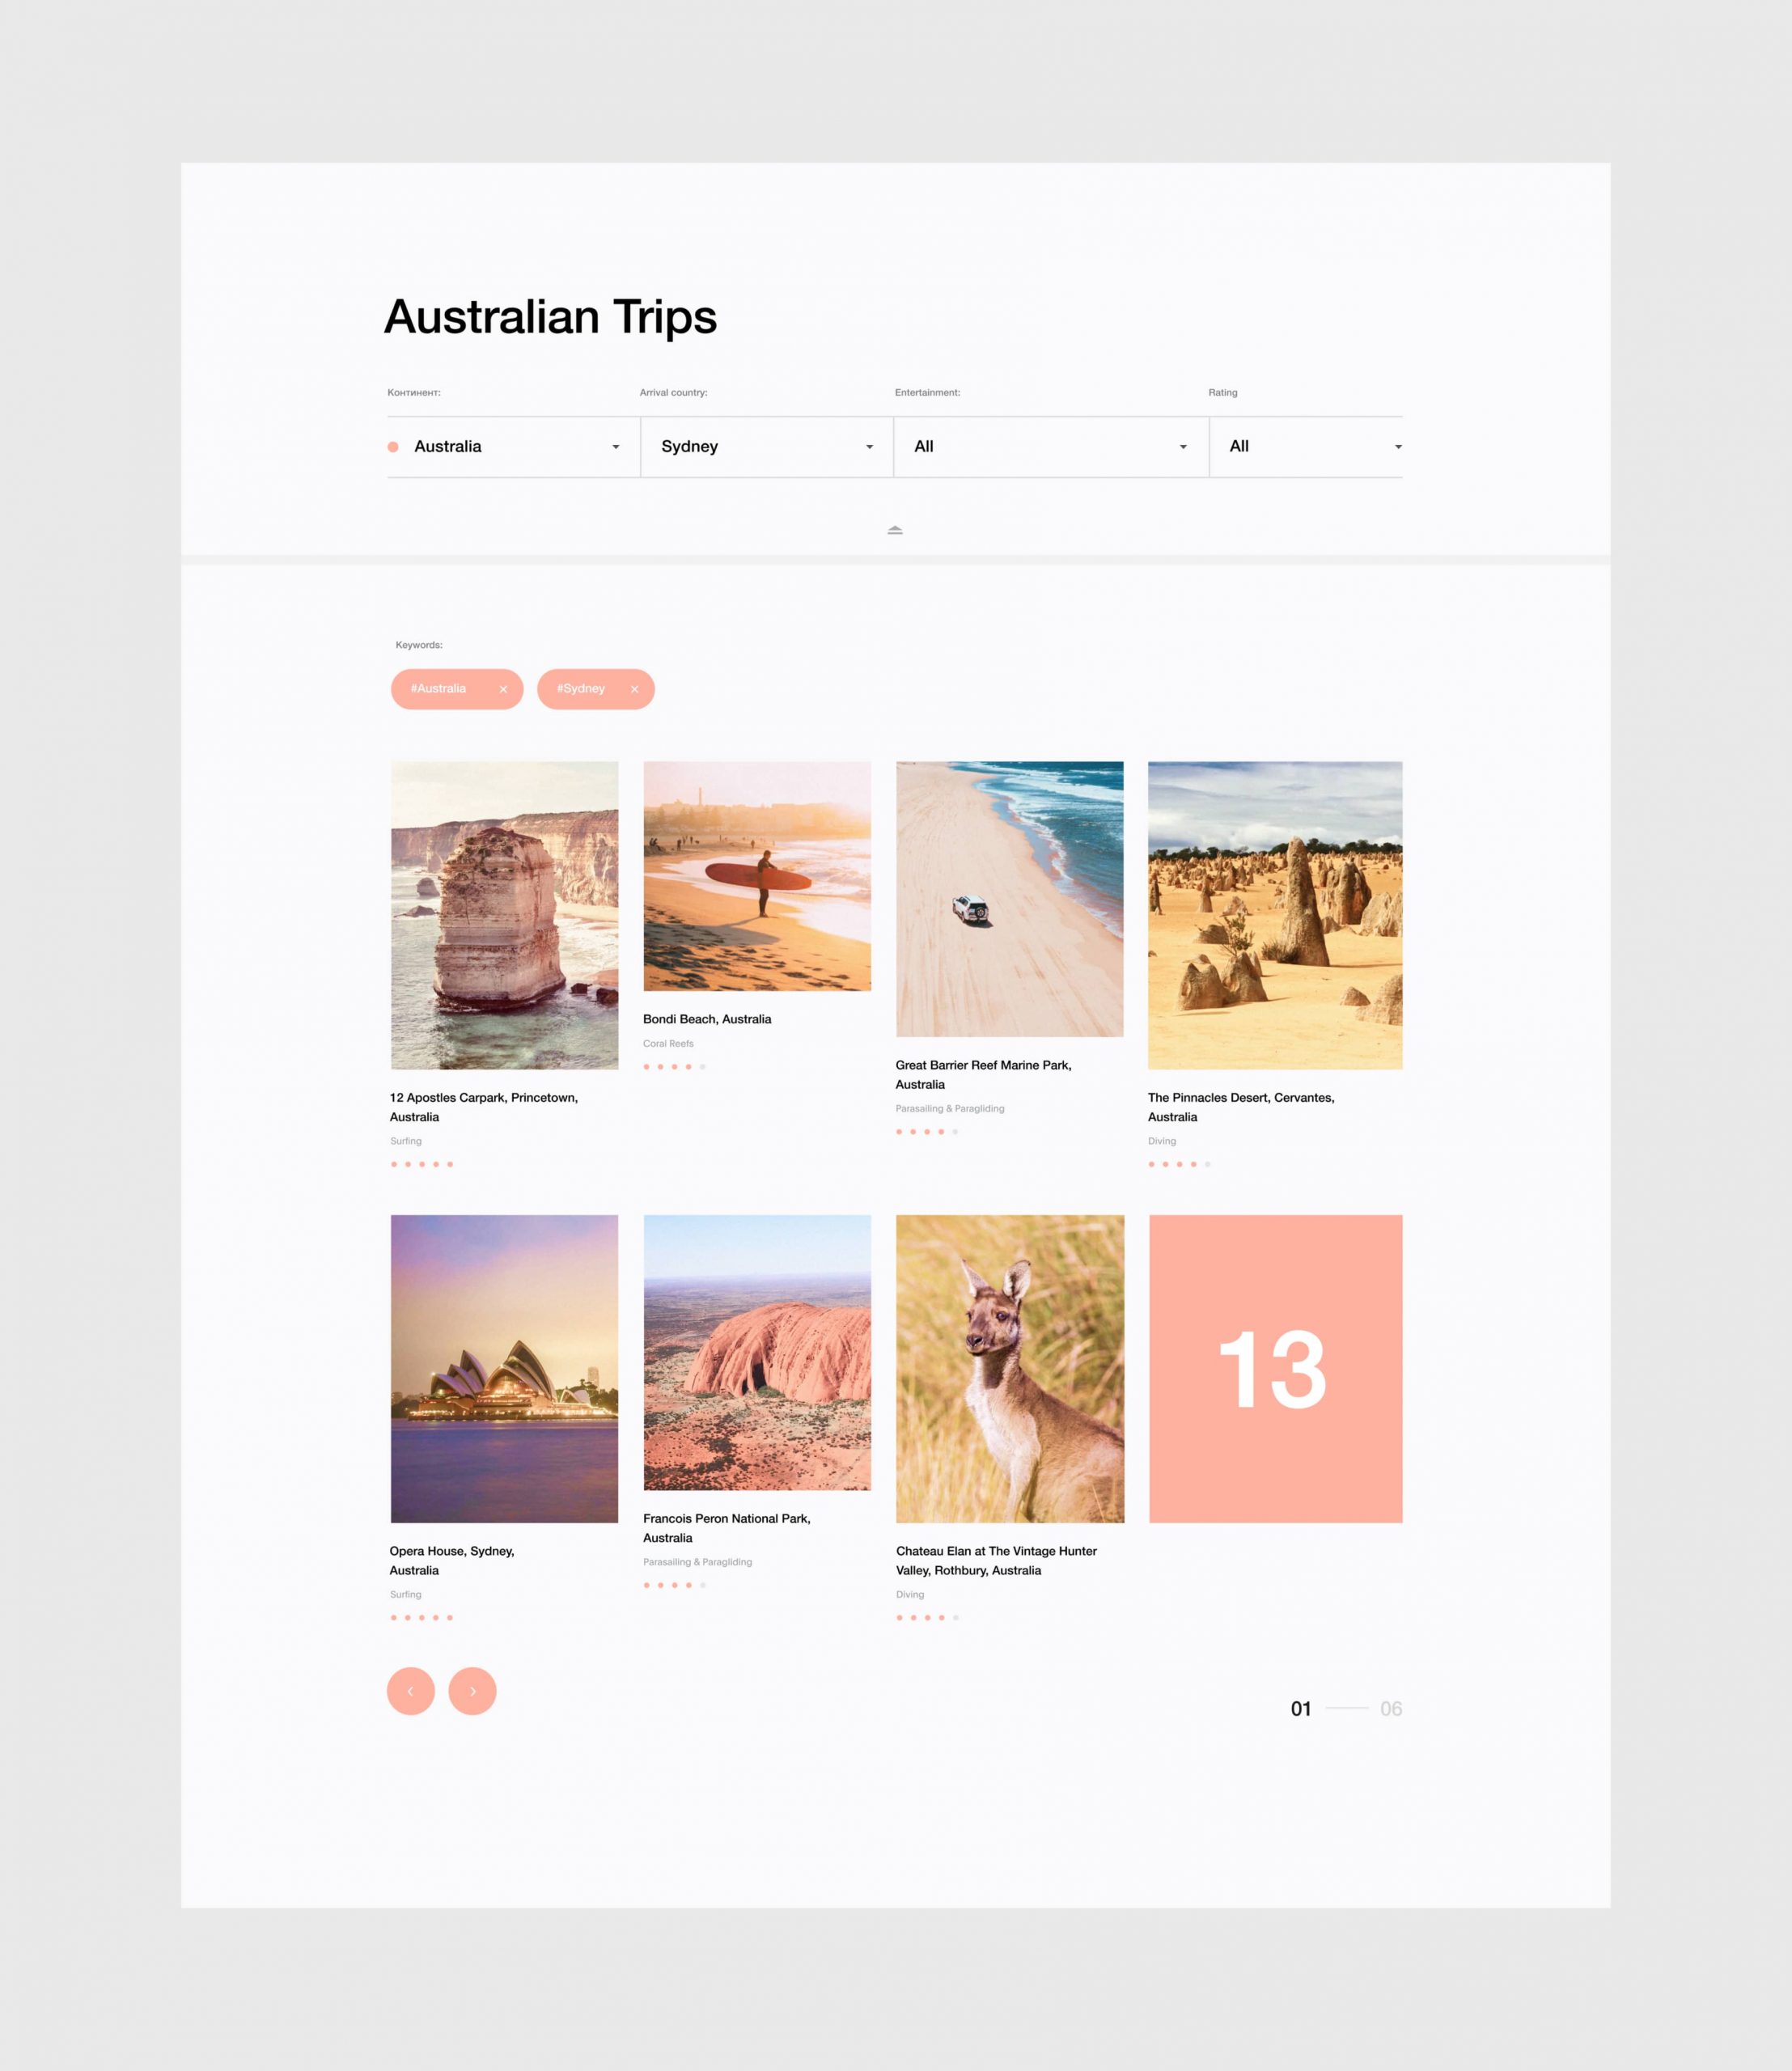 Australian Trips
Континент:
Arrival country:
Entertainment:
Rating
Australia
Sydney
All
All
Keywords:
#Australia
#Sydney
12 Apostles Carpark, Princetown,
Australia
Surfing
Bondi Beach, Australia
Coral Reefs
Great Barrier Reef Marine Park,
Australia
Parasailing & Paragliding
The Pinnacles Desert, Cervantes,
Australia
Diving
Opera House, Sydney,
Australia
Surfing
Francois Peron National Park,
Australia
Parasailing & Paragliding
Chateau Elan at The Vintage Hunter
Valley, Rothbury, Australia
Diving
13
01
06